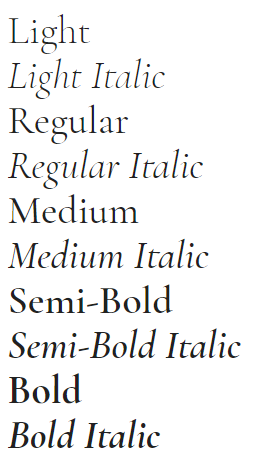 Light
Light Italic
Regular
Regular Italic
Medium
Medium Italic
Semi-Bold
Semi-Bold Italic
Bold
Bold Italic